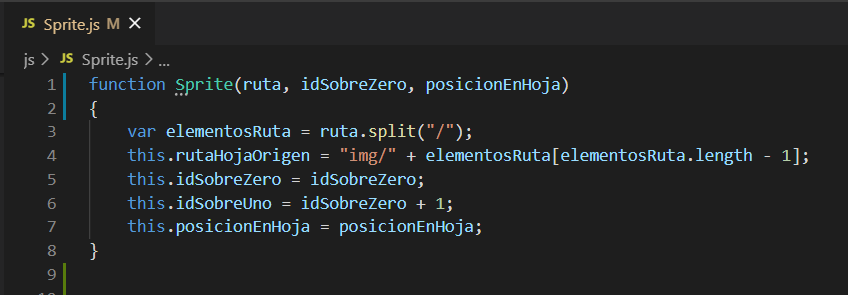 JS Sprite.js M ×
js > JS Sprite.js > ...
1 function Sprite(ruta, idSobreZero, posicionEnHoja)
2 {
3     var elementosRuta = ruta.split("/");
4     this.rutaHojaOrigen = "img/" + elementosRuta[elementosRuta.length - 1];
5     this.idSobreZero = idSobreZero;
6     this.idSobreUno = idSobreZero + 1;
7     this.posicionEnHoja = posicionEnHoja;
8 }
9